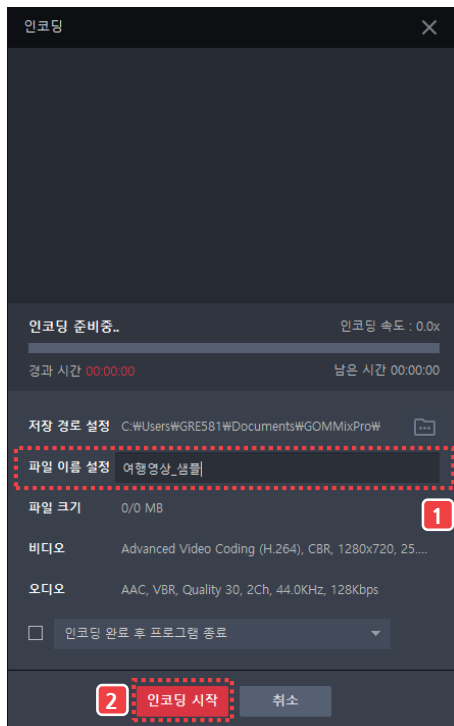 인코딩
인코딩 준비중..
인코딩 속도 : 0.0x
경과 시간 00:00:00
남은 시간 00:00:00
저장 경로 설정 C:₩Users₩GRE581₩Documents₩GOMMixPro₩
파일 이름 설정 여행영상_샘플
1
파일 크기 0/0 MB
비디오 Advanced Video Coding (H.264), CBR, 1280x720, 25....
오디오 AAC, VBR, Quality 30, 2Ch, 44.0KHz, 128Kbps
인코딩 완료 후 프로그램 종료
2 인코딩 시작 취소